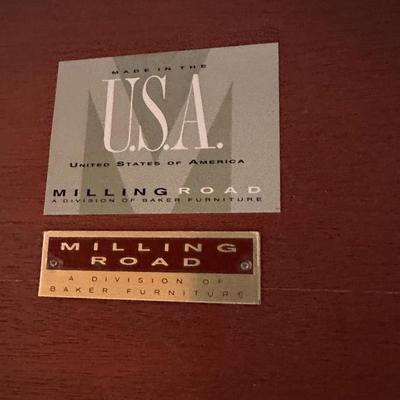 MADE IN THE
U.S.A.
UNITED STATES OF AMERICA
MILLING ROAD
A DIVISION OF BAKER FURNITURE
MILLING
ROAD
A DIVISION OF
BAKER FURNITURE